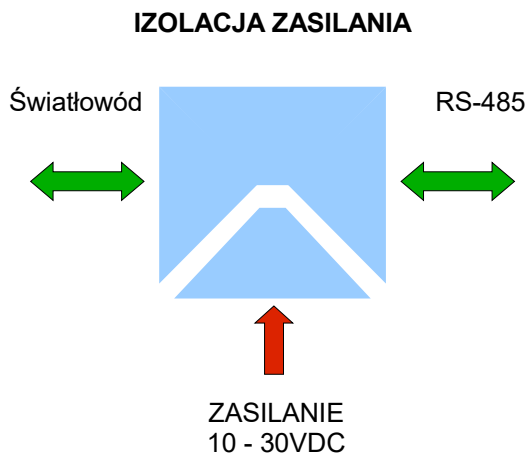 IZOLACJA ZASILANIA
Światłowód
RS-485
ZASILANIE
10 - 30VDC